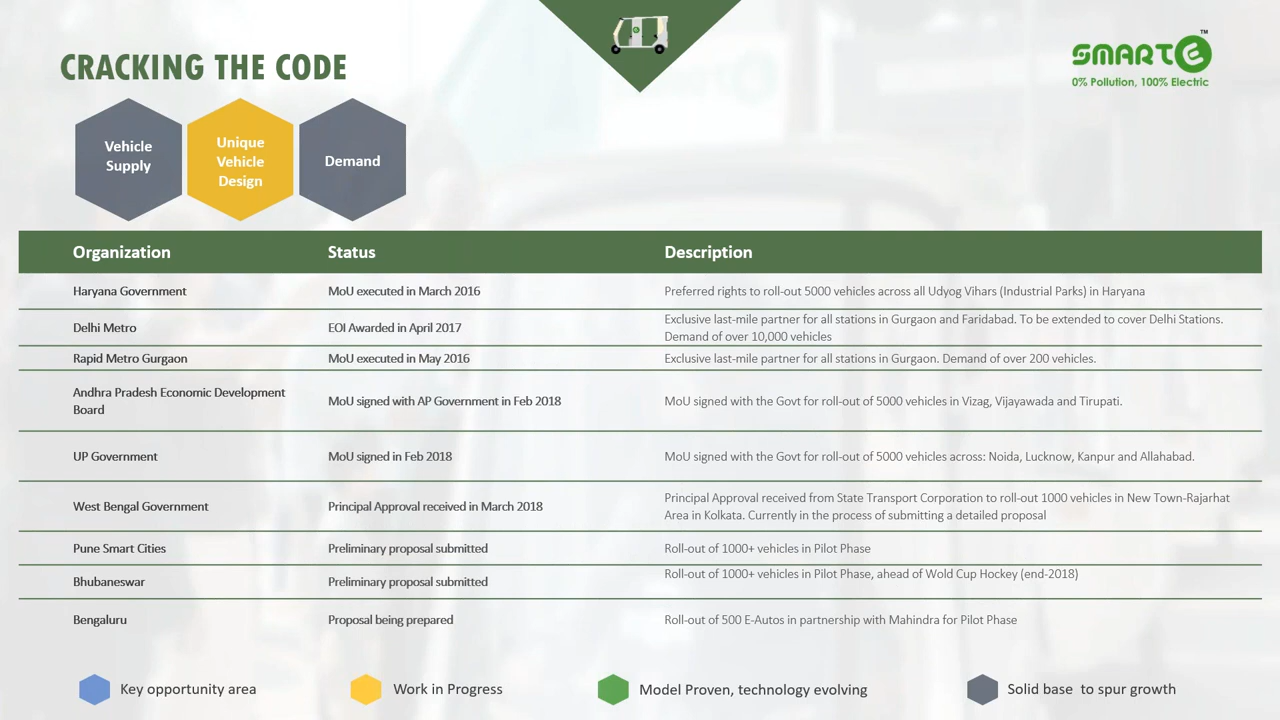 CRACKING THE CODE
SMARTE™
0% Pollution, 100% Electric
Vehicle
Supply
Unique
Vehicle
Design
Demand
Organization Status Description
Haryana Government MoU executed in March 2016 Preferred rights to roll-out 5000 vehicles across all Udyog Vihars (Industrial Parks) in Haryana
Delhi Metro EOI Awarded in April 2017 Exclusive last-mile partner for all stations in Gurgaon and Faridabad. To be extended to cover Delhi Stations.
Demand of over 10,000 vehicles
Rapid Metro Gurgaon MoU executed in May 2016 Exclusive last-mile partner for all stations in Gurgaon. Demand of over 200 vehicles.
Andhra Pradesh Economic Development
Board MoU signed with AP Government in Feb 2018 MoU signed with the Govt for roll-out of 5000 vehicles in Vizag, Vijayawada and Tirupati.
UP Government MoU signed in Feb 2018 MoU signed with the Govt for roll-out of 5000 vehicles across: Noida, Lucknow, Kanpur and Allahabad.
West Bengal Government Principal Approval received in March 2018 Principal Approval received from State Transport Corporation to roll-out 1000 vehicles in New Town-Rajarhat
Area in Kolkata. Currently in the process of submitting a detailed proposal
Pune Smart Cities Preliminary proposal submitted Roll-out of 1000+ vehicles in Pilot Phase
Bhubaneswar Preliminary proposal submitted Roll-out of 1000+ vehicles in Pilot Phase, ahead of Wold Cup Hockey (end-2018)
Bengaluru Proposal being prepared Roll-out of 500 E-Autos in partnership with Mahindra for Pilot Phase
Key opportunity area Work in Progress Model Proven, technology evolving Solid base to spur growth